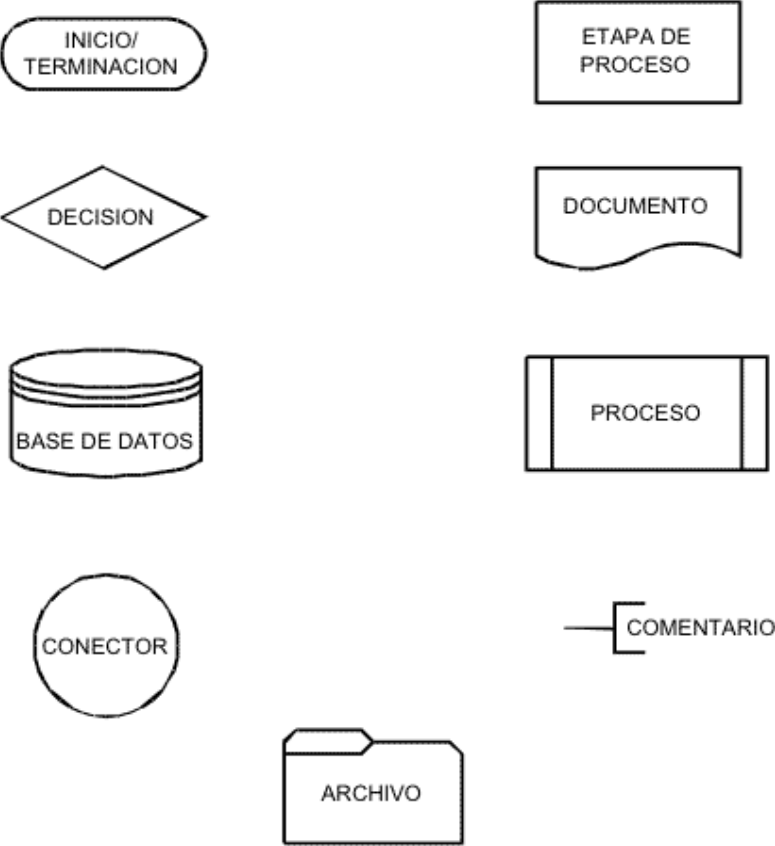 INICIO/
TERMINACION
ETAPA DE
PROCESO
DECISION
DOCUMENTO
BASE DE DATOS
PROCESO
CONECTOR
COMENTARIO
ARCHIVO